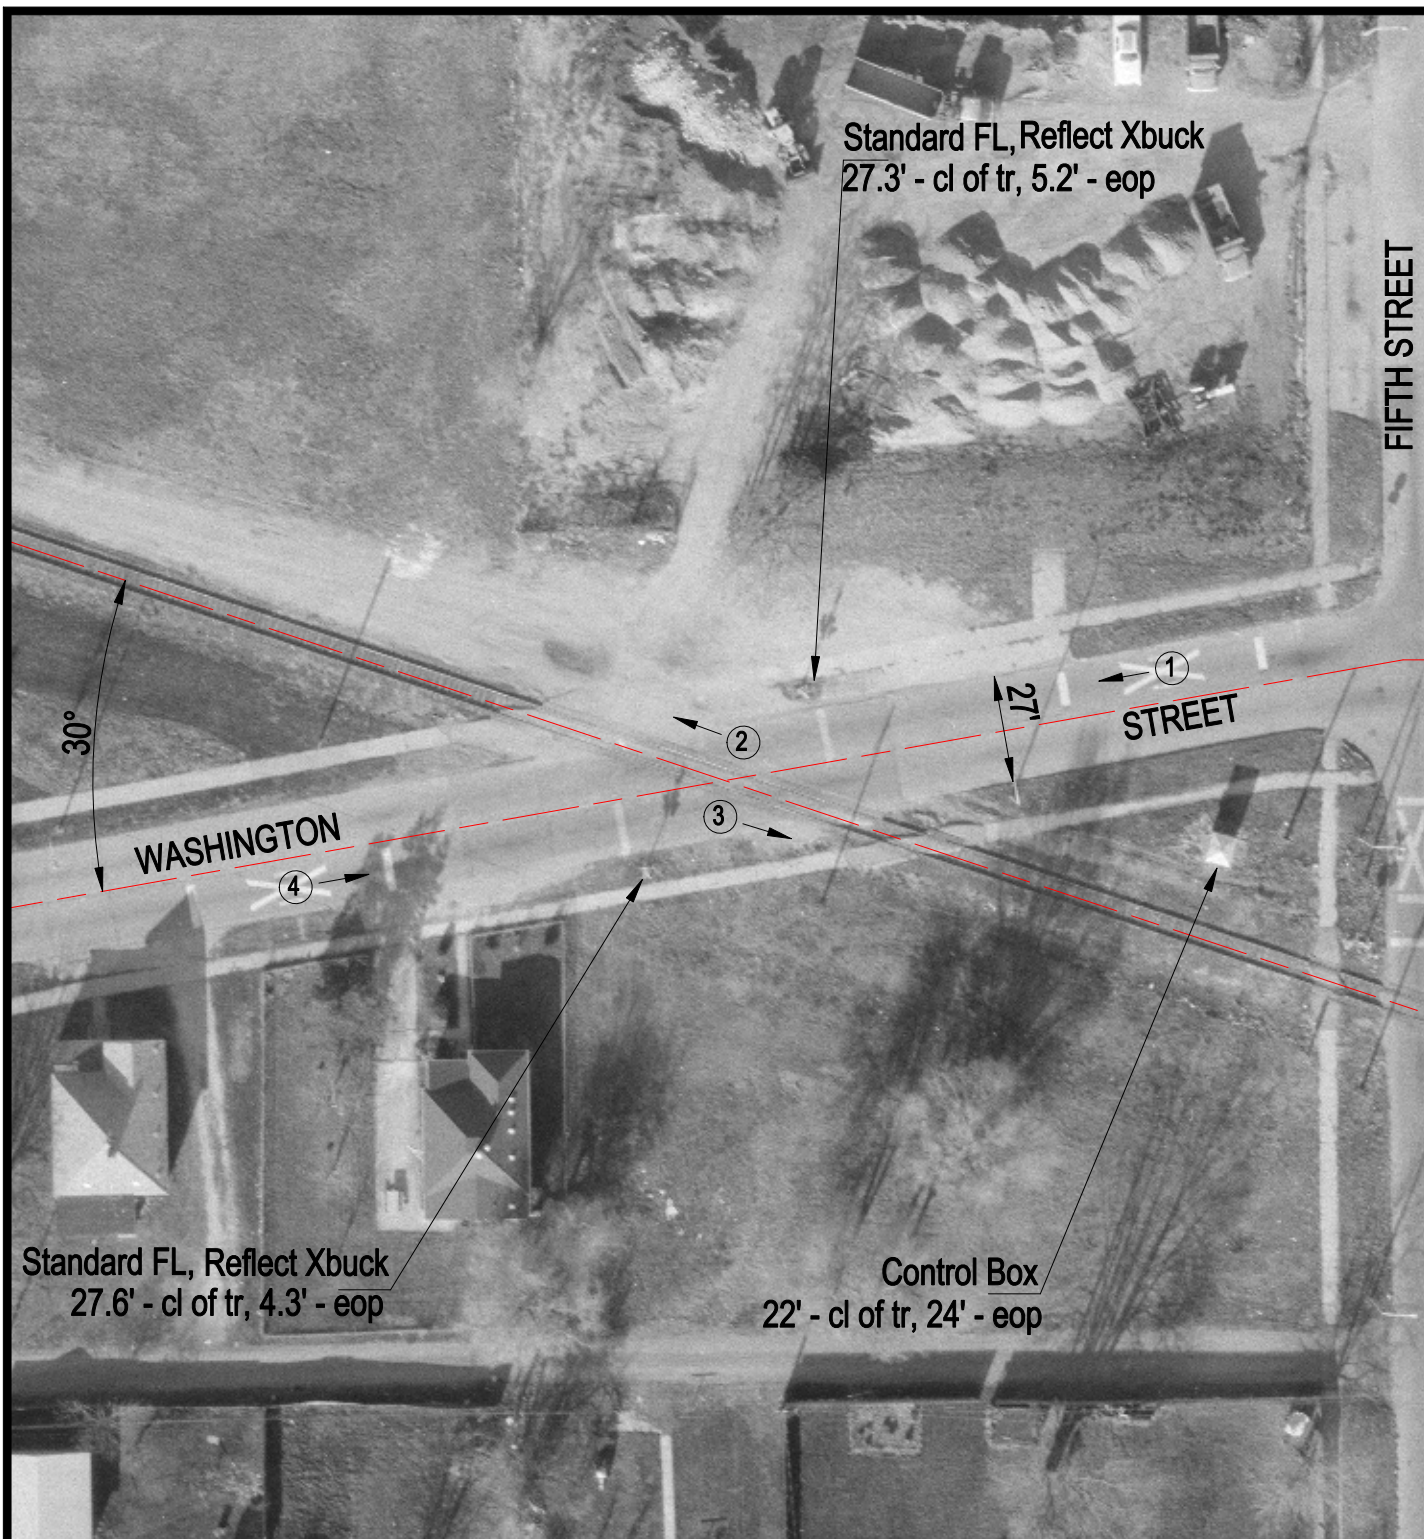 Standard FL, Reflect Xbuck
27.3' - cl of tr, 5.2' - eop
FIFTH STREET
30°
27'
1
STREET
2
3
WASHINGTON
4
Standard FL, Reflect Xbuck
27.6' - cl of tr, 4.3' - eop
Control Box
22' - cl of tr, 24' - eop